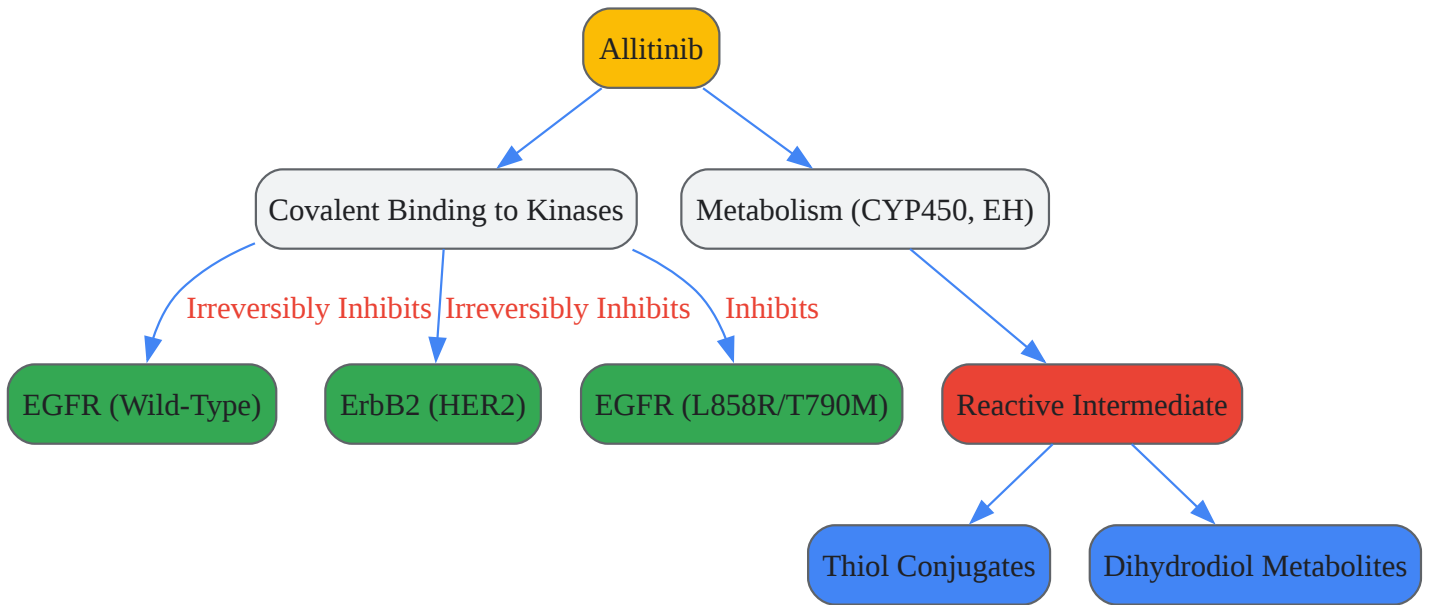 Allitinib
Covalent Binding to Kinases
Metabolism (CYP450, EH)
Irreversibly Inhibits
Irreversibly Inhibits
Inhibits
EGFR (Wild-Type)
ErbB2 (HER2)
EGFR (L858R/T790M)
Reactive Intermediate
Thiol Conjugates
Dihydrodiol Metabolites